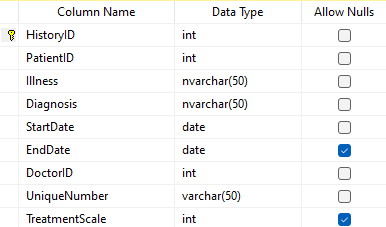 Column Name Data Type Allow Nulls
HistoryID int
PatientID int
Illness nvarchar(50)
Diagnosis nvarchar(50)
StartDate date
EndDate date
DoctorID int
UniqueNumber varchar(50)
TreatmentScale int